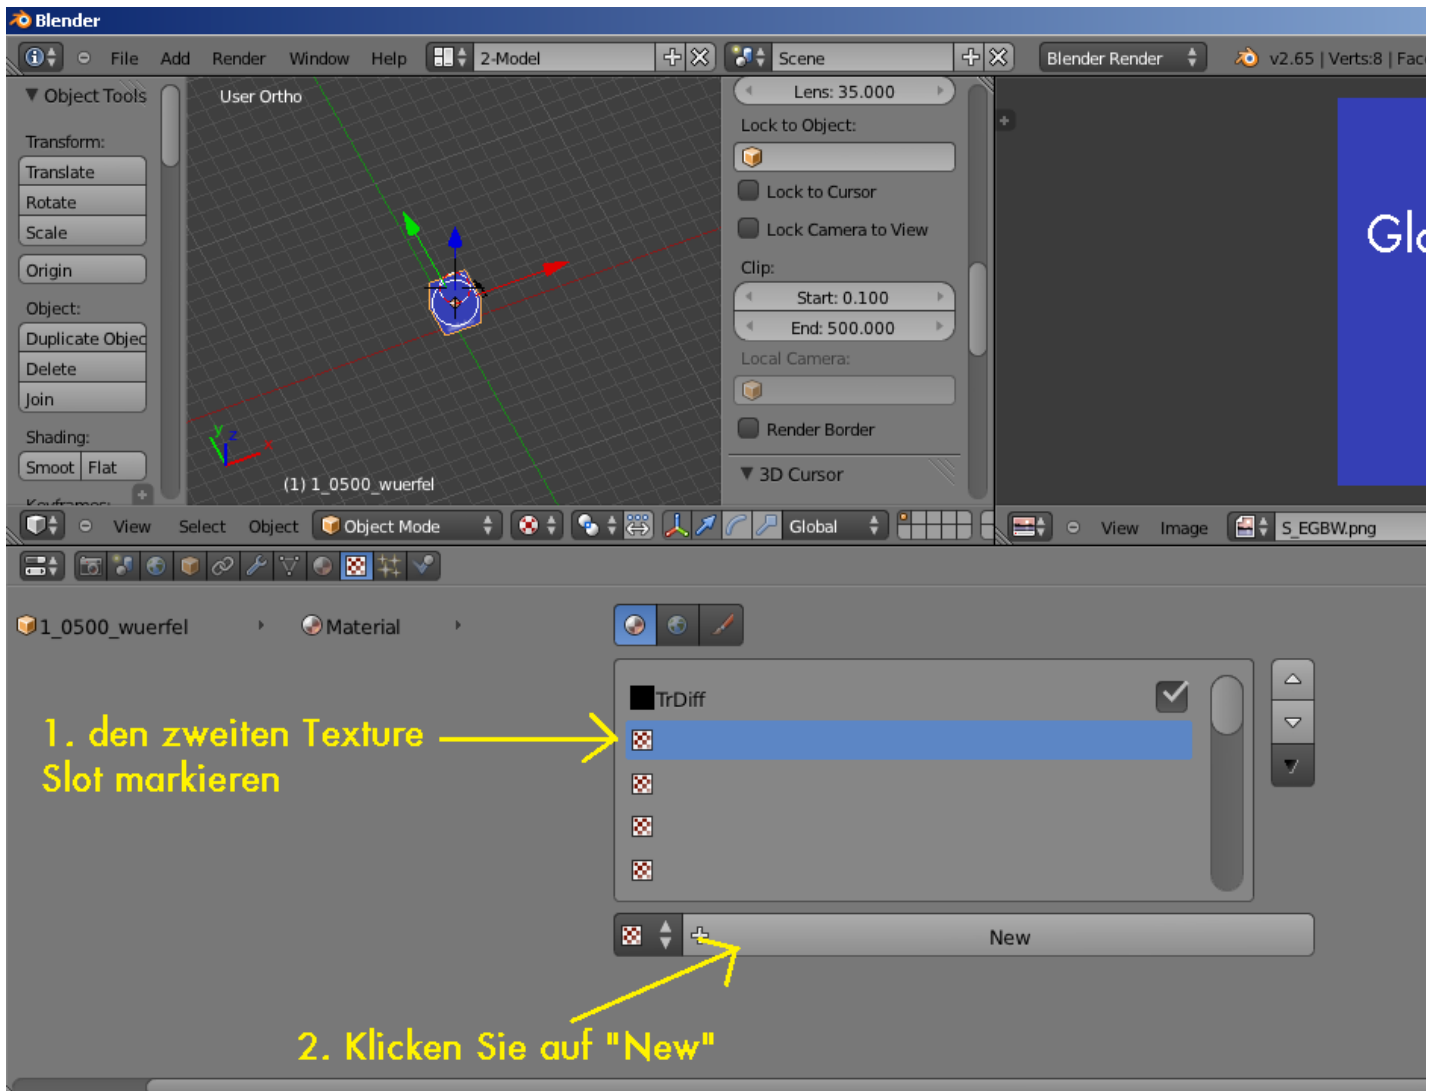 Blender
File Add Render Window Help 2-Model Scene Blender Render v2.65 | Verts:8 | Fac
Object Tools
Transform:
Translate
Rotate
Scale
Origin
Object:
Duplicate Objec
Delete
Join
Shading:
Smoot Flat
Keyframes:
User Ortho
y z x
(1) 1_0500_wuerfel
Lens: 35.000
Lock to Object:
Lock to Cursor
Lock Camera to View
Clip:
Start: 0.100
End: 500.000
Local Camera:
Render Border
3D Cursor
Glo
View Select Object Object Mode Global View Image S_EGBW.png
1_0500_wuerfel Material
TrDiff
1. den zweiten Texture
Slot markieren
New
2. Klicken Sie auf "New"